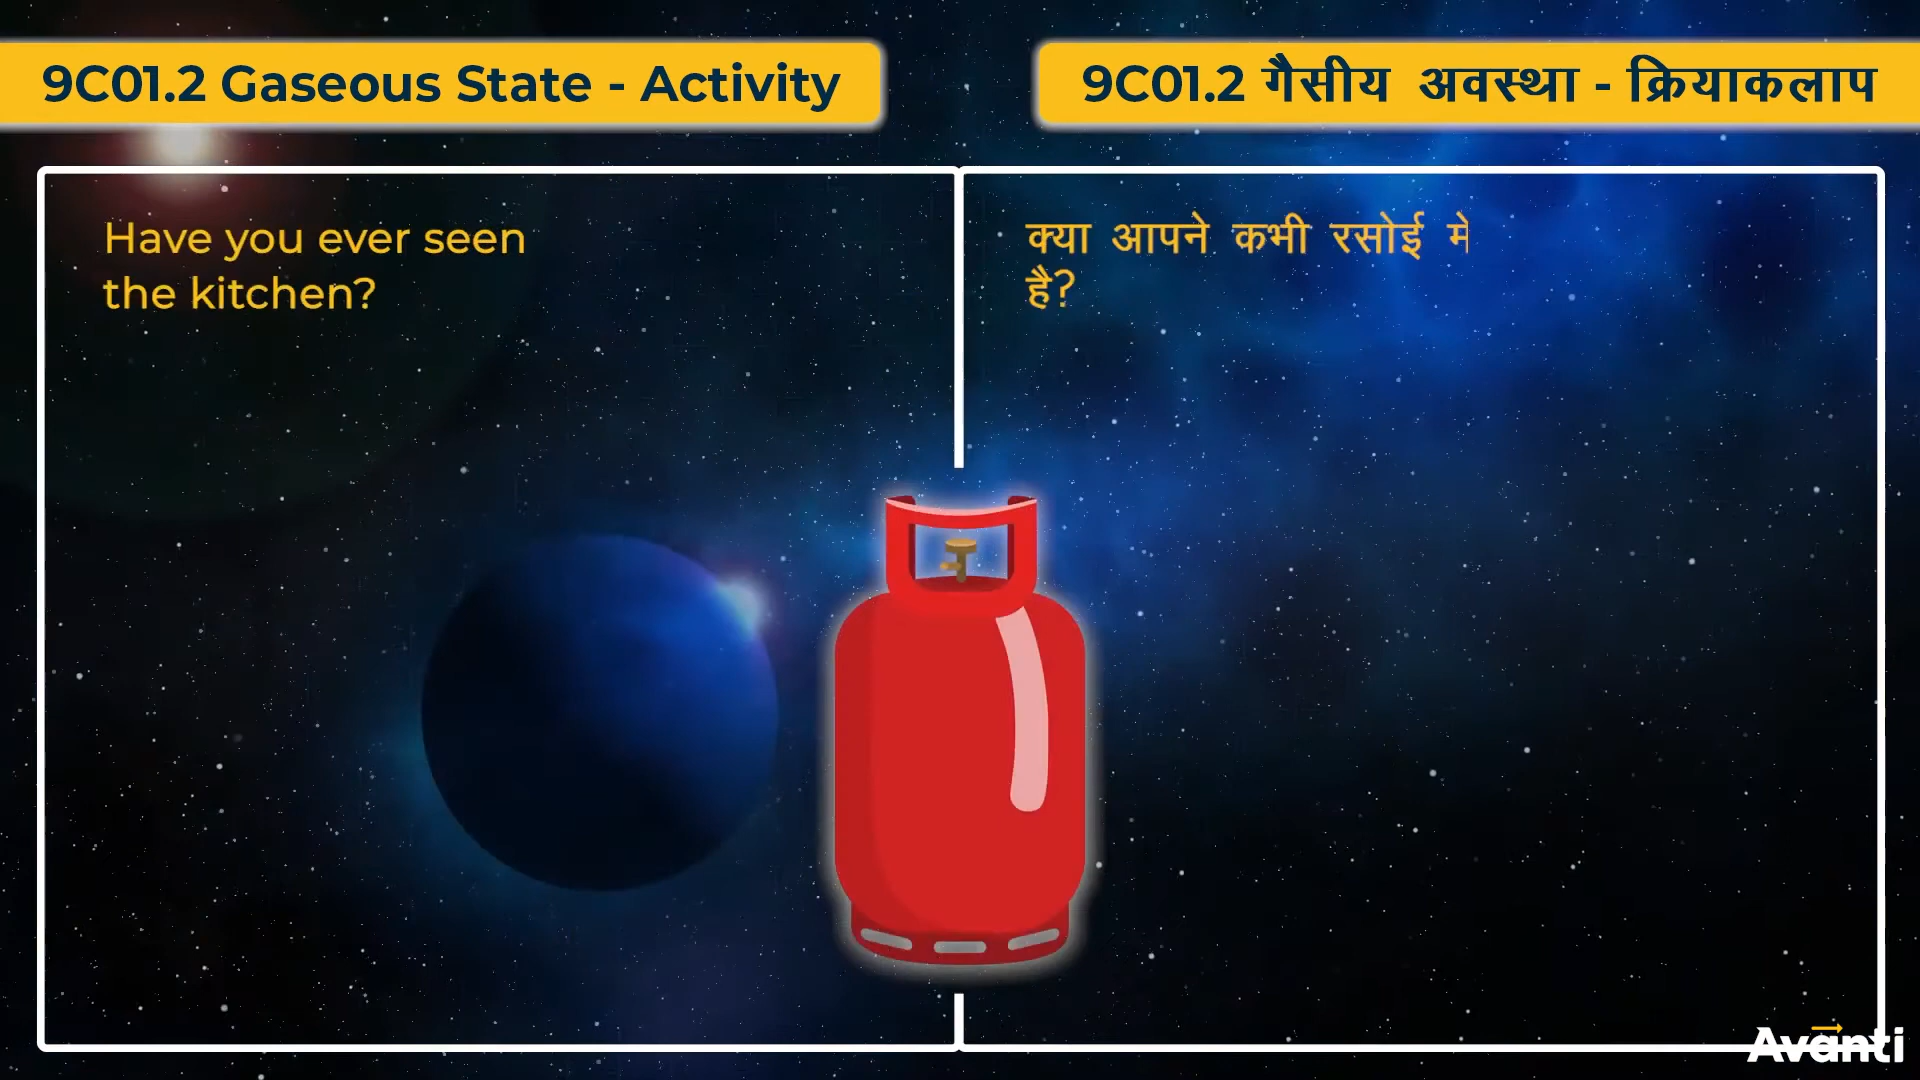 9C01.2 Gaseous State - Activity
9C01.2 गैसीय अवस्था - क्रियाकलाप
Have you ever seen
the kitchen?
क्या आपने कभी रसोई में
है?
Avanti